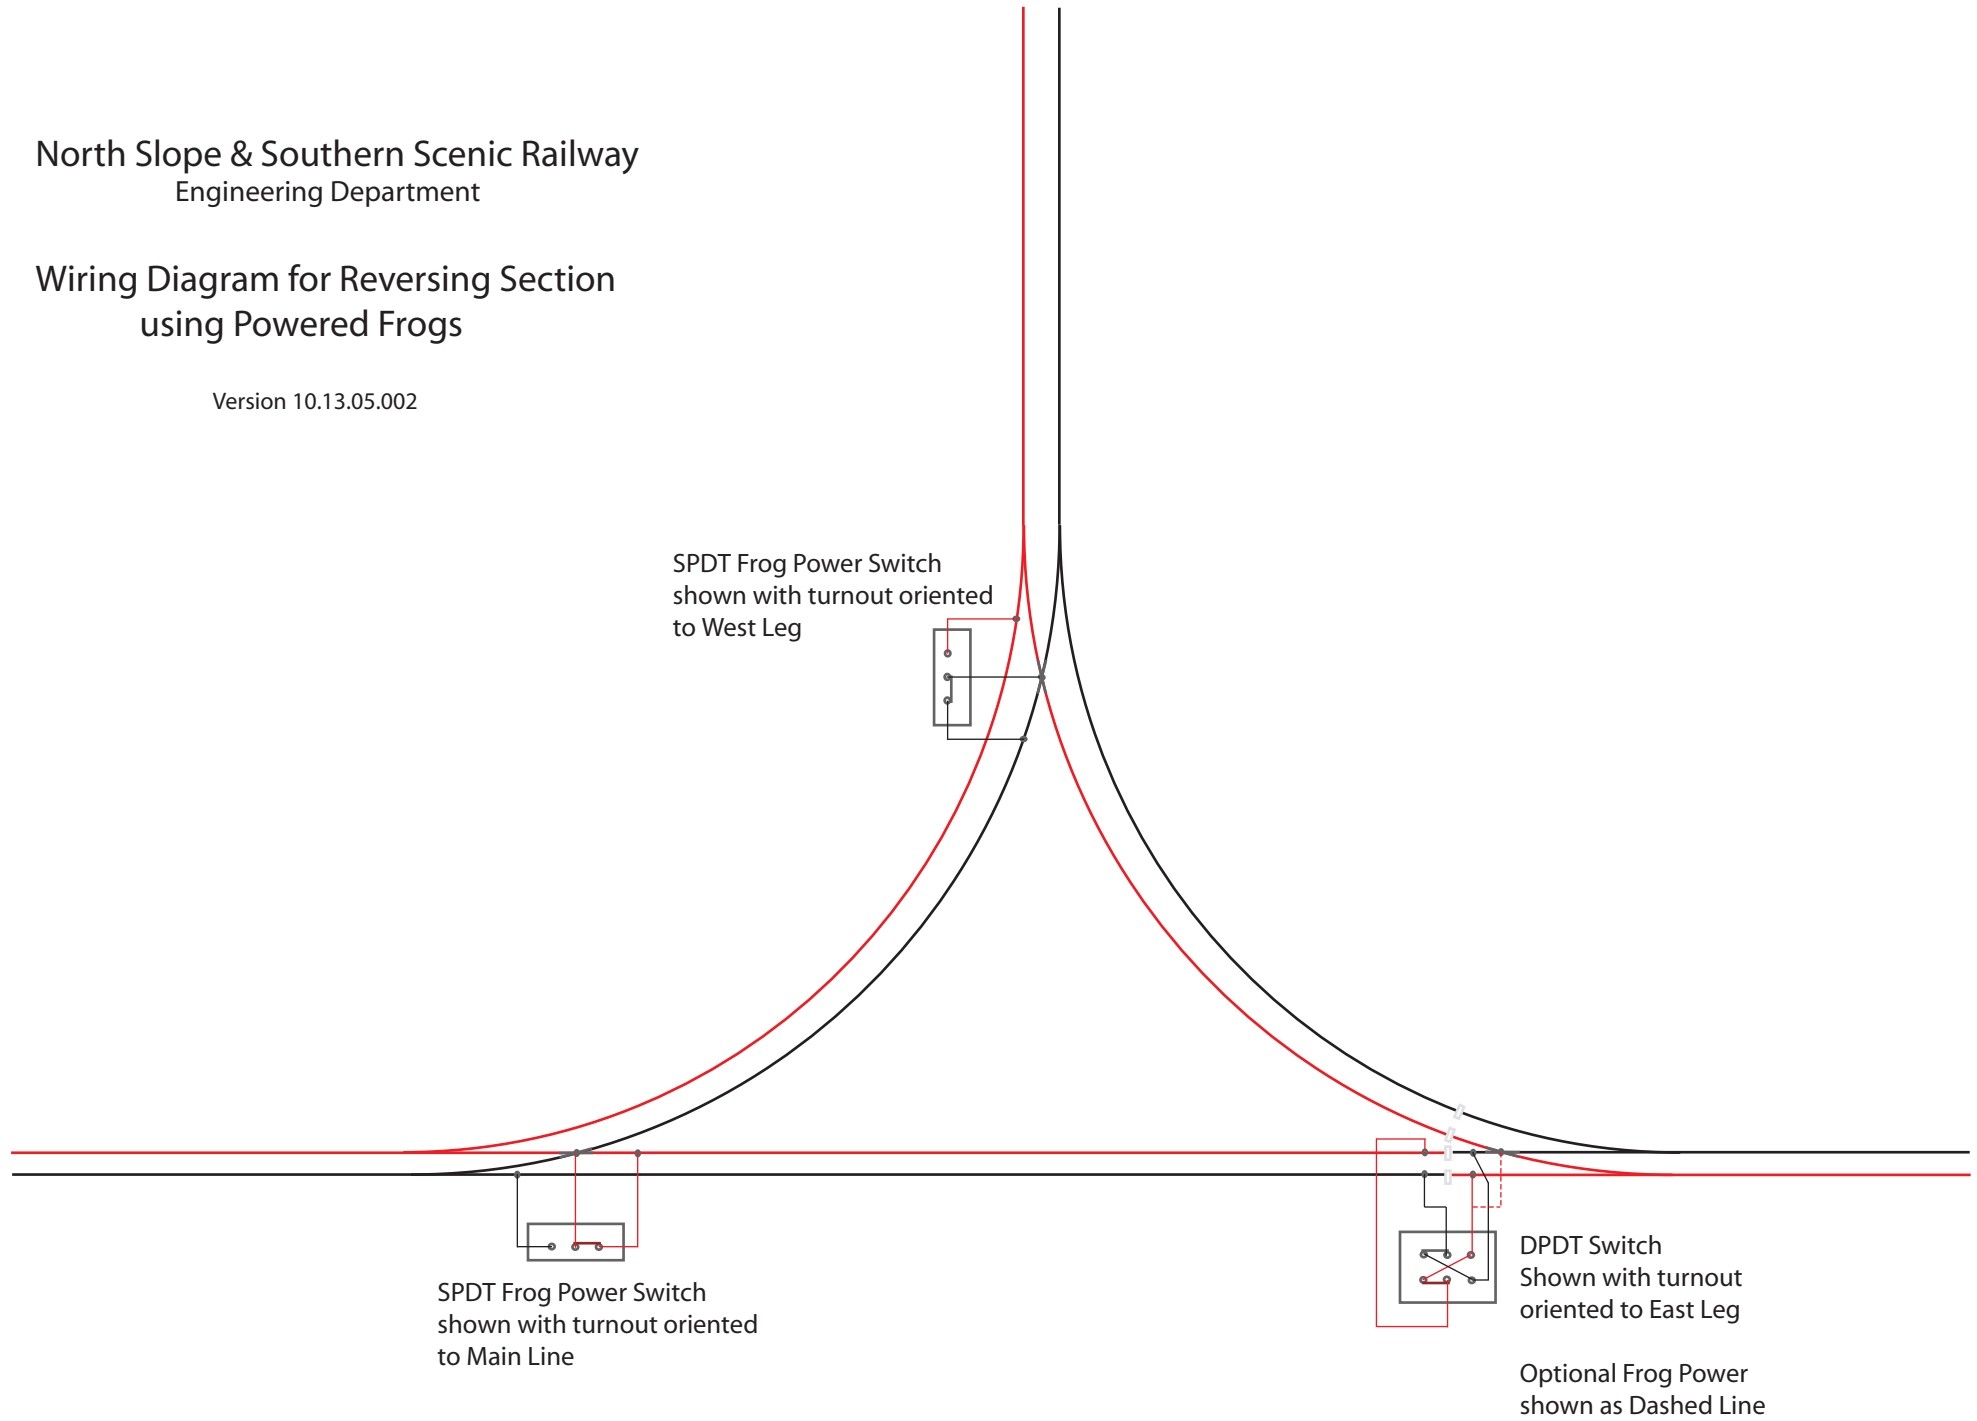 North Slope & Southern Scenic Railway
Engineering Department
Wiring Diagram for Reversing Section
using Powered Frogs
Version 10.13.05.002
SPDT Frog Power Switch
shown with turnout oriented
to West Leg
SPDT Frog Power Switch
shown with turnout oriented
to Main Line
DPDT Switch
Shown with turnout
oriented to East Leg
Optional Frog Power
shown as Dashed Line